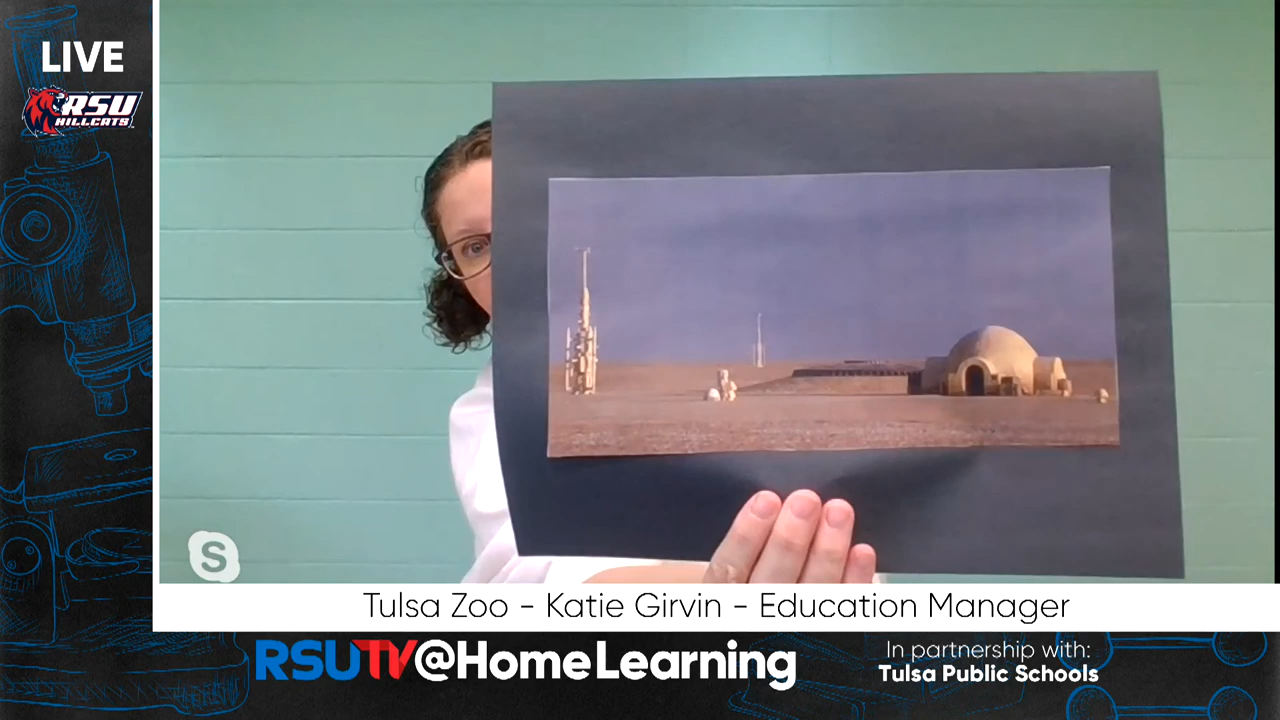 LIVE
RSU
HILLCATS
S
Tulsa Zoo - Katie Girvin - Education Manager
RSUTV@HomeLearning
In partnership with:
Tulsa Public Schools